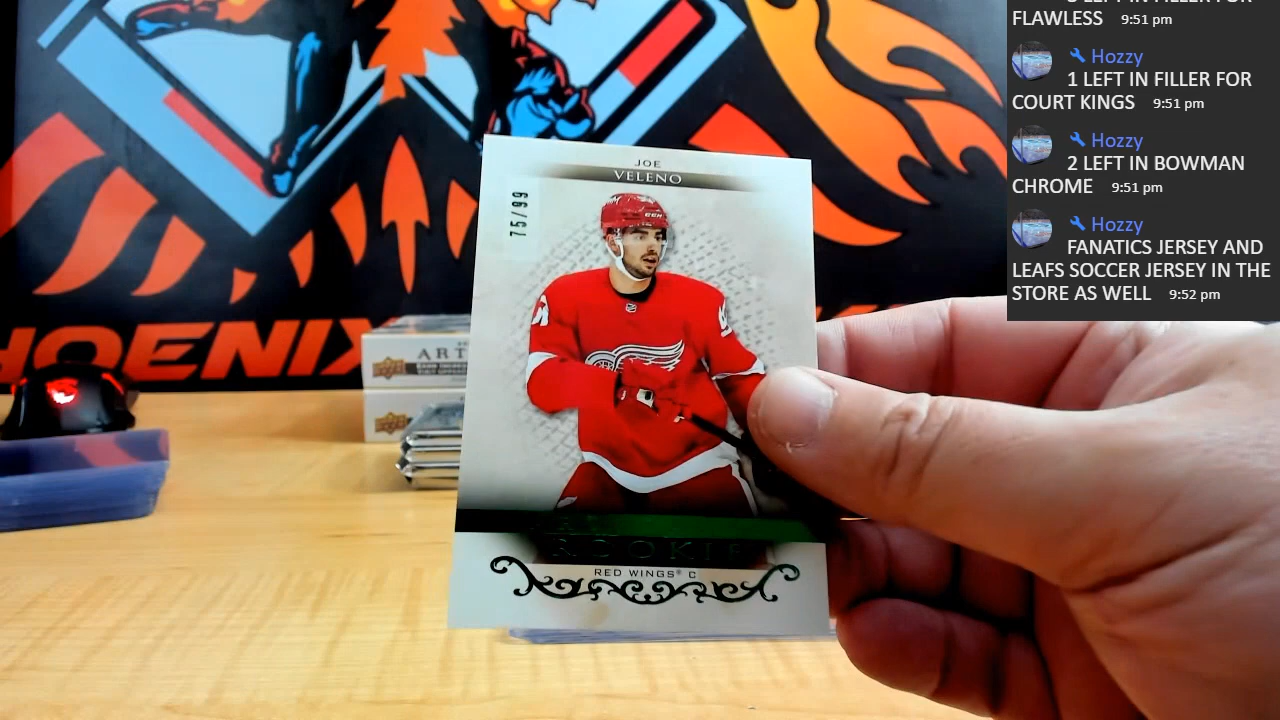 FLAWLESS 9:51 pm
Hozzy
1 LEFT IN FILLER FOR
COURT KINGS 9:51 pm
Hozzy
2 LEFT IN BOWMAN
CHROME 9:51 pm
Hozzy
FANATICS JERSEY AND
LEAFS SOCCER JERSEY IN THE
STORE AS WELL 9:52 pm
JOE
VELENO
75/99
CCM
ROOKIE
RED WINGS® C
HOENIX
ART